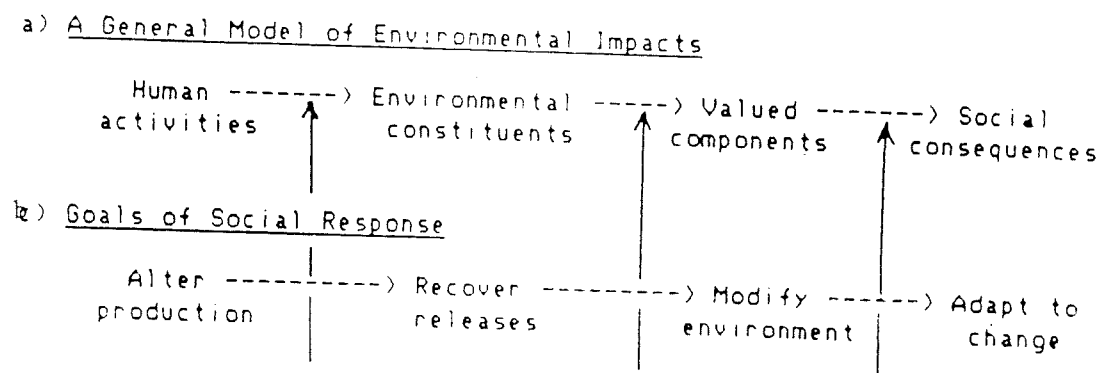 a) A General Model of Environmental Impacts
Human -------> Environmental -----> Valued -------> Social
activities constituents components consequences
b) Goals of Social Response
Alter ----------> Recover ---------> Modify ------> Adapt to
production releases environment change